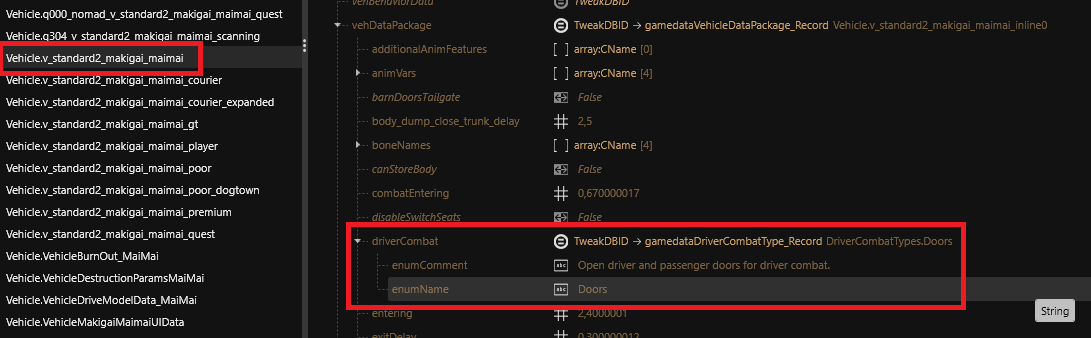 Vehicle.q000_nomad_v_standard2_makigai_maimai_quest
Vehicle.q304_v_standard2_makigai_maimai_scanning
Vehicle.v_standard2_makigai_maimai
Vehicle.v_standard2_makigai_maimai_courier
Vehicle.v_standard2_makigai_maimai_courier_expanded
Vehicle.v_standard2_makigai_maimai_gt
Vehicle.v_standard2_makigai_maimai_player
Vehicle.v_standard2_makigai_maimai_poor
Vehicle.v_standard2_makigai_maimai_poor_dogtown
Vehicle.v_standard2_makigai_maimai_premium
Vehicle.v_standard2_makigai_maimai_quest
Vehicle.VehicleBurnOut_MaiMai
Vehicle.VehicleDestructionParamsMaiMai
Vehicle.VehicleDriveModelData_MaiMai
Vehicle.VehicleMakigaiMaimaiUIData
vehBehaviorData TweakDBID
vehDataPackage TweakDBID → gamedataVehicleDataPackage_Record Vehicle.v_standard2_makigai_maimai_inline0
additionalAnimFeatures [ ] array:CName [0]
animVars [ ] array:CName [4]
barnDoorsTailgate False
body_dump_close_trunk_delay 2,5
boneNames [ ] array:CName [4]
canStoreBody False
combatEntering 0,670000017
disableSwitchSeats False
driverCombat TweakDBID → gamedataDriverCombatType_Record DriverCombatTypes.Doors
enumComment abc Open driver and passenger doors for driver combat.
enumName abc Doors
String
entering 2,4000001
exitDelay 0,300000012